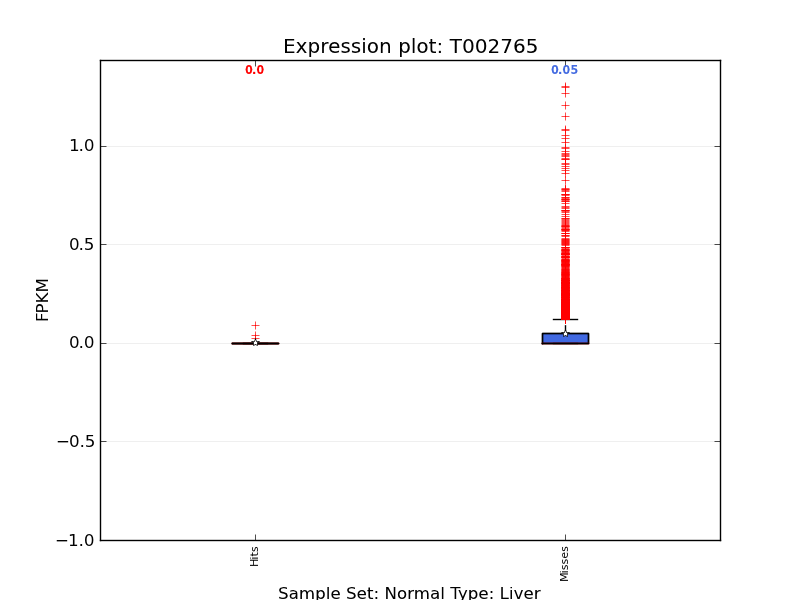 Expression plot: T002765
0.0
0.05
1.0
0.5
0.0
−0.5
−1.0
FPKM
Hits
Misses
Sample Set: Normal Type: Liver